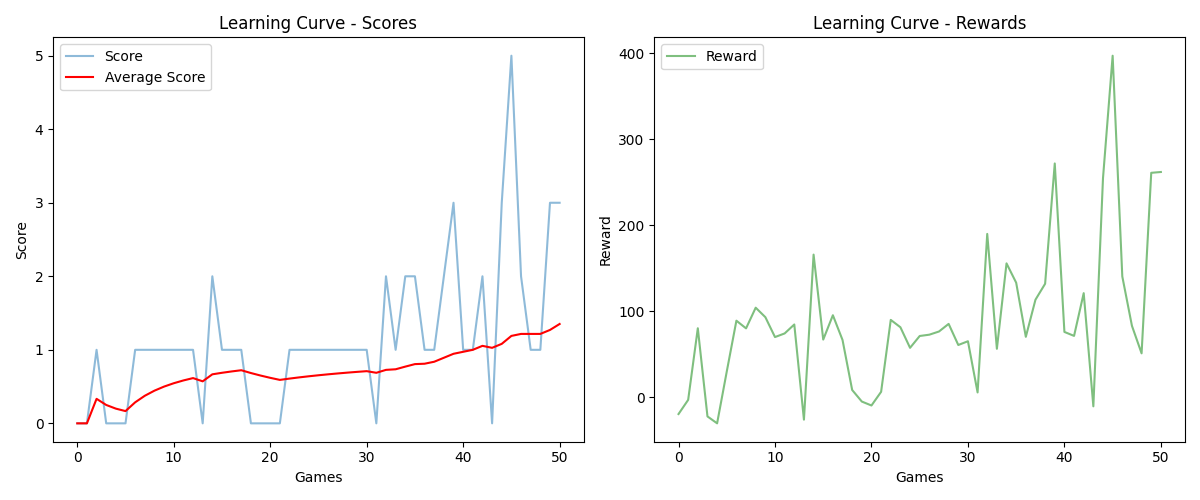 Learning Curve - Scores
Score
Average Score
5
4
3
2
1
0
Score
0 10 20 30 40 50
Games
Learning Curve - Rewards
Reward
400
300
200
100
0
Reward
0 10 20 30 40 50
Games